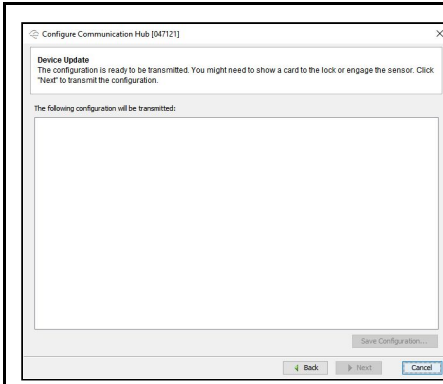 Configure Communication Hub [047121]
Device Update
The configuration is ready to be transmitted. You might need to show a card to the lock or engage the sensor. Click
"Next" to transmit the configuration.
The following configuration will be transmitted:
Save Configuration...
Back
Next
Cancel